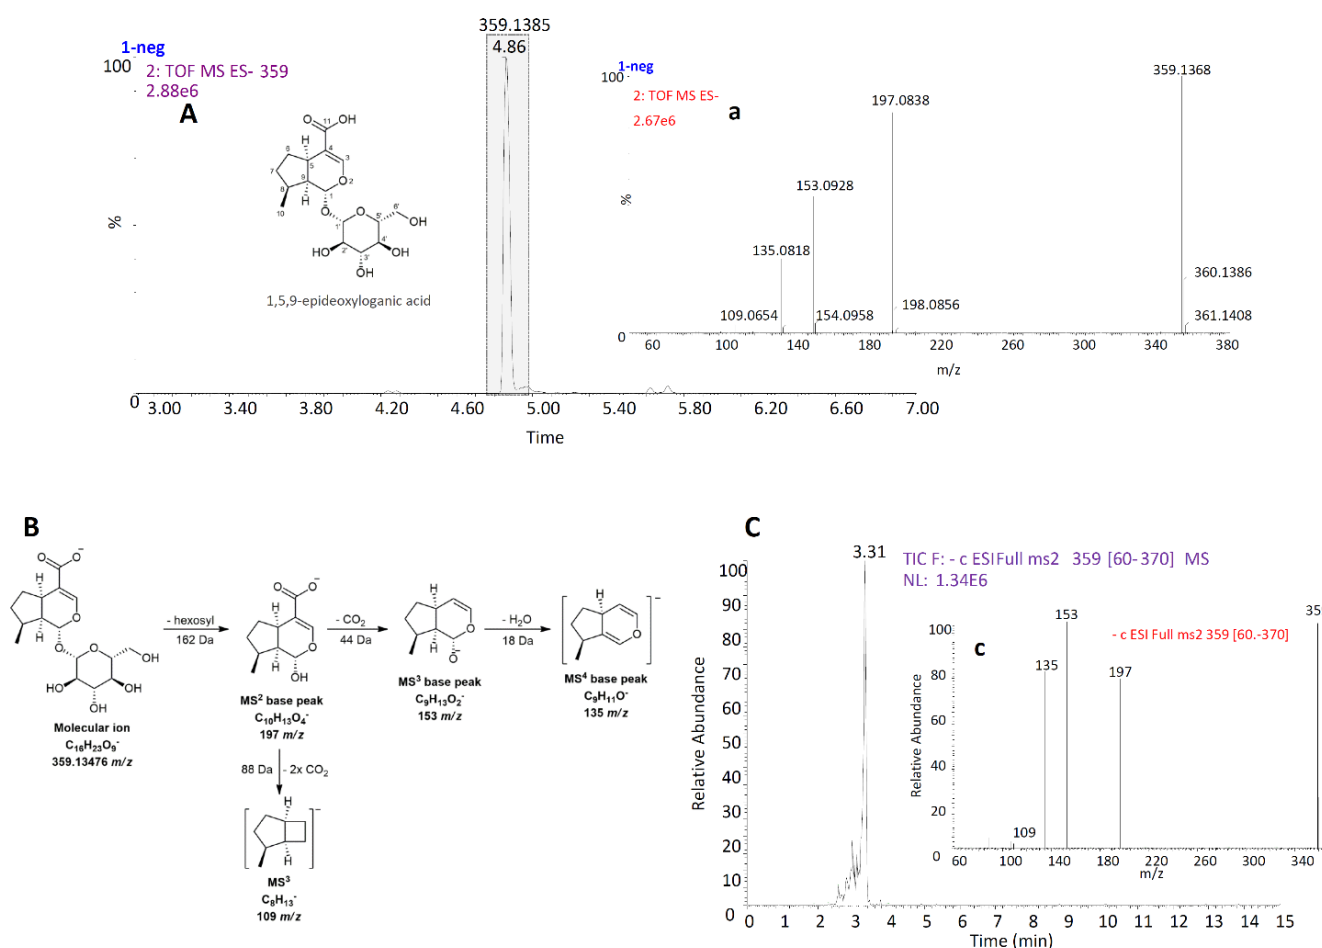 359.1385
4.86
1-neg
100
2: TOF MS ES- 359
2.88e6
A
%
0
3.00 3.40 3.80 4.20 4.60 5.00 5.40 5.80 6.20 6.60 7.00
Time
O
11
OH
H
6
4
3
5
7
O
2
9
8
1
H
10
O
O
6'
5'
OH
1'
4'
HO
2'
3'
OH
OH
1,5,9-epideoxyloganic acid
1-neg
100
2: TOF MS ES-
2.67e6
a
359.1368
197.0838
153.0928
135.0818
109.0654
154.0958
198.0856
360.1386
361.1408
%
0
60 100 140 180 220 260 300 340 380
m/z
B
O
O-
H
O
H
O
O
OH
HO
OH
OH
Molecular ion
C16H23O9-
359.13476 m/z
- hexosyl
162 Da
O
O-
H
O
H
OH
MS2 base peak
C10H13O4-
197 m/z
- CO2
44 Da
H
O
H
O
MS3 base peak
C9H13O2-
153 m/z
- H2O
18 Da
H
O
-
MS4 base peak
C9H11O-
135 m/z
88 Da - 2x CO2
H
H
-
MS3
C8H13-
109 m/z
C
3.31
TIC F: - c ESIFull ms2 359 [60-370] MS
NL: 1.34E6
100
90
80
70
60
50
40
30
20
10
0
Relative Abundance
0 1 2 3 4 5 6 7 8 9 10 11 12 13 14 15
Time (min)
153
35
- c ESI Full ms2 359 [60.-370]
c
135
197
109
100
80
60
40
20
0
Relative Abundance
60 100 140 180 220 260 300 340
m/z